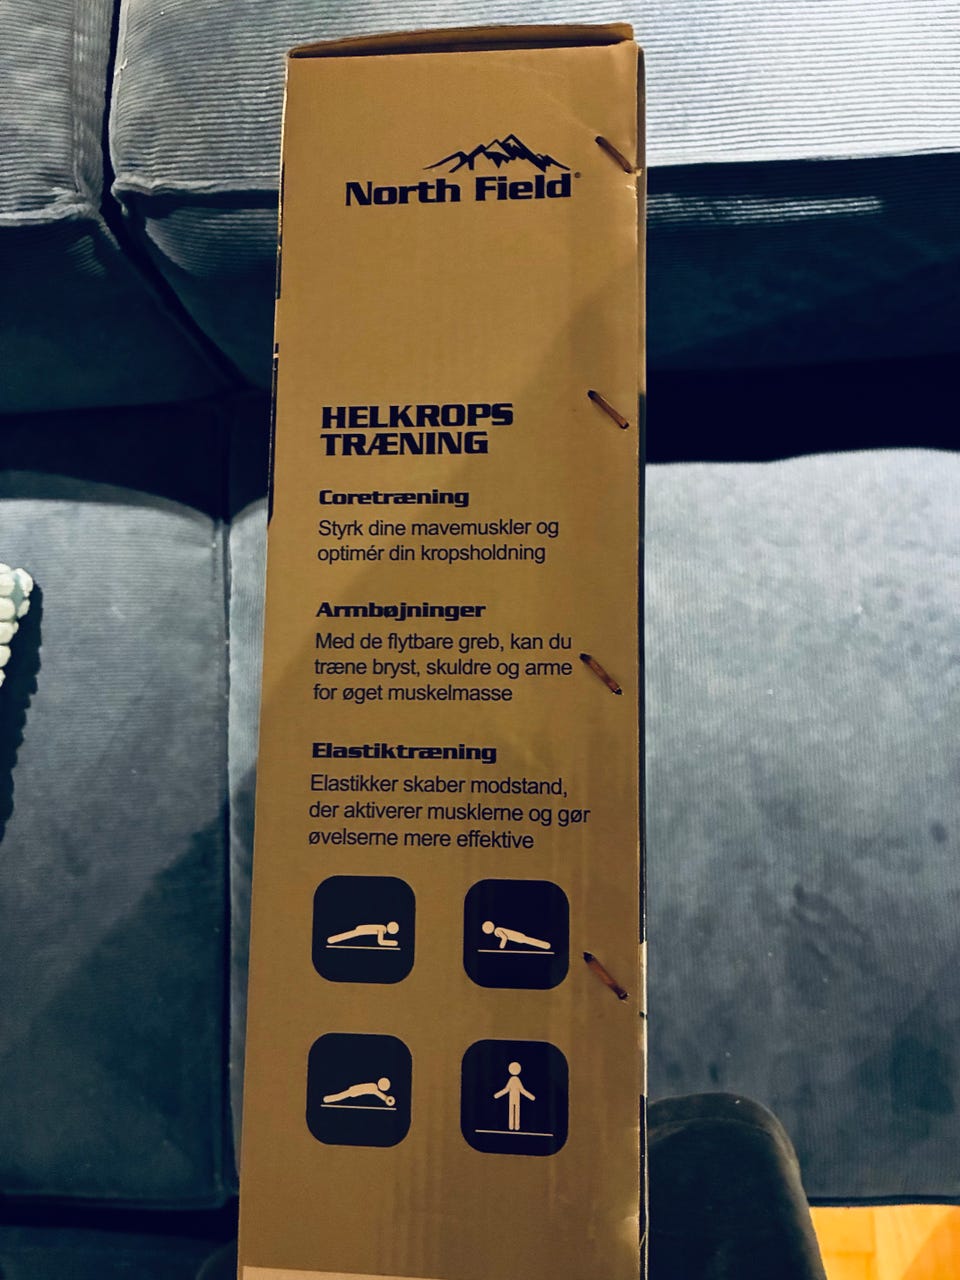 North Field®
HELKROPS
TRÆNING
Coretræning
Styrk dine mavemuskler og
optimér din kropsholdning
Armbøjninger
Med de flytbare greb, kan du
træne bryst, skuldre og arme
for øget muskelmasse
Elastiktræning
Elastikker skaber modstand,
der aktiverer musklerne og gør
øvelserne mere effektive